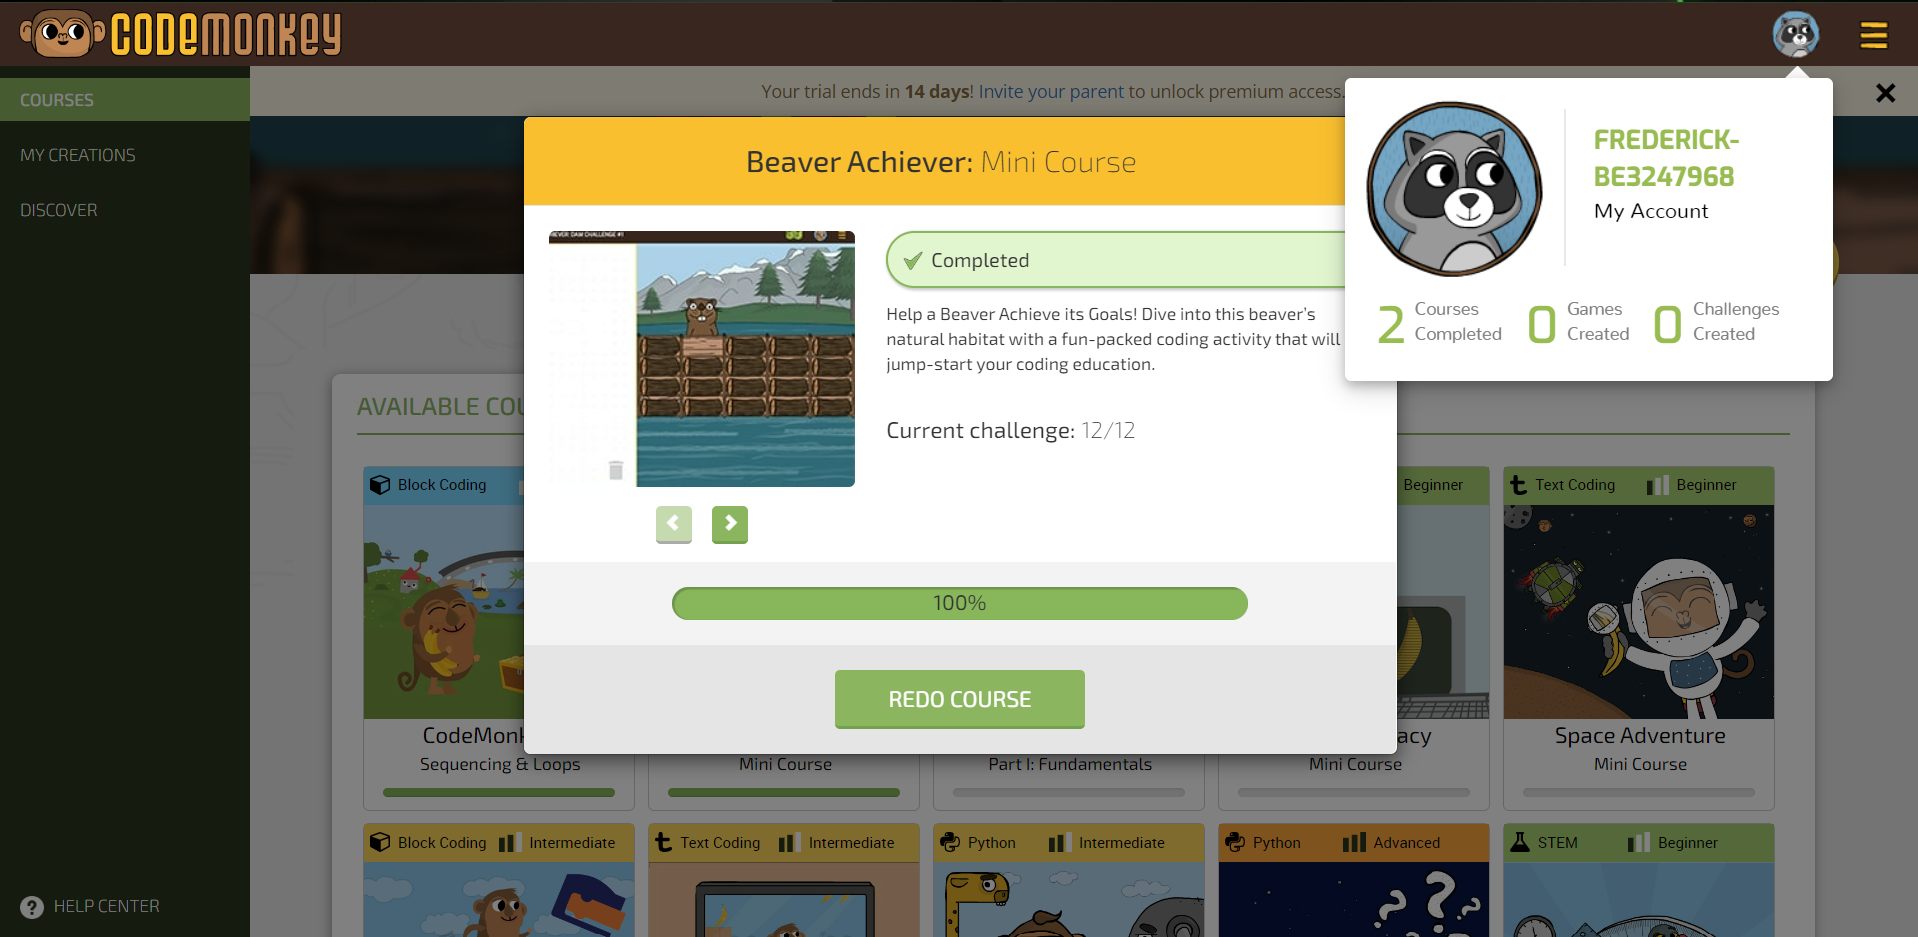 CODEMONKEY
COURSES
MY CREATIONS
DISCOVER
HELP CENTER
Your trial ends in 14 days! Invite your parent to unlock premium access.
FREDERICK-
BE3247968
My Account
2 Courses Completed
0 Games Created
0 Challenges Created
Beaver Achiever: Mini Course
Completed
Help a Beaver Achieve its Goals! Dive into this beaver's
natural habitat with a fun-packed coding activity that will
jump-start your coding education.
Current challenge: 12/12
100%
REDO COURSE
AVAILABLE COU
Block Coding
Beginner
Text Coding Beginner
CodeMonk
Sequencing & Loops
Mini Course
Part I: Fundamentals
acy
Mini Course
Space Adventure
Mini Course
Block Coding Intermediate
Text Coding Intermediate
Python Intermediate
Python Advanced
STEM Beginner